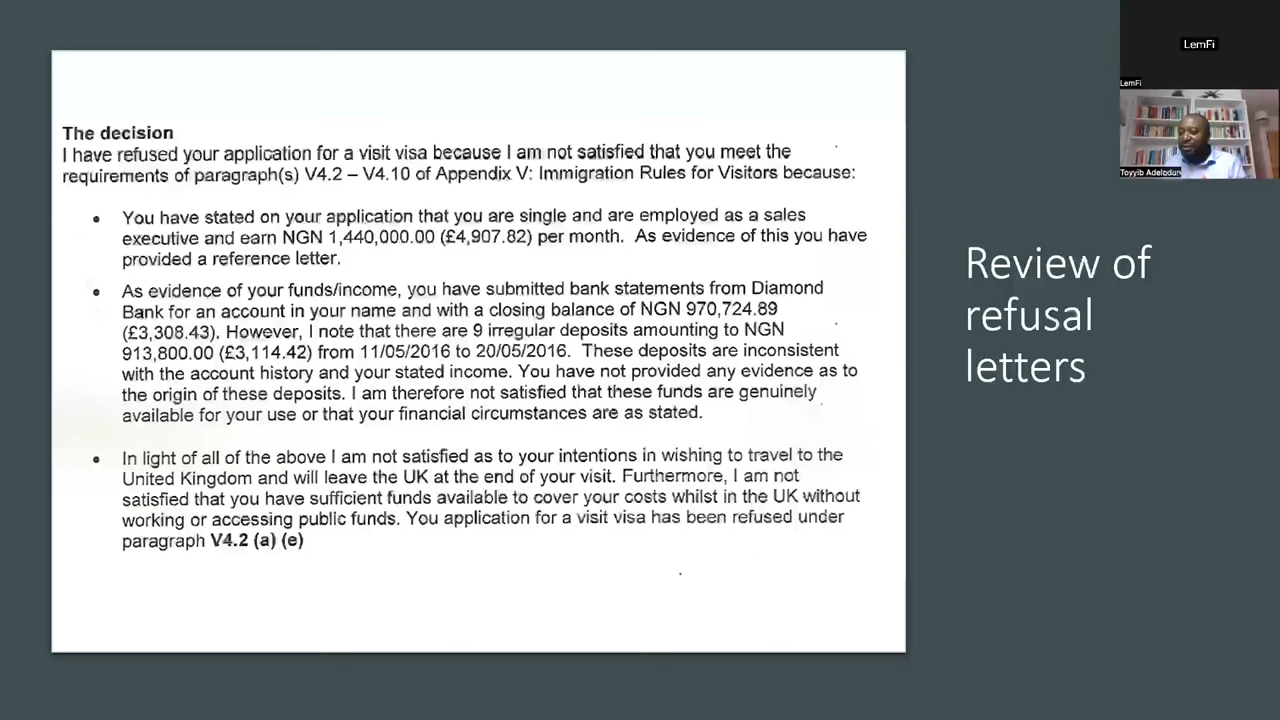 The decision
I have refused your application for a visit visa because I am not satisfied that you meet the
requirements of paragraph(s) V4.2 – V4.10 of Appendix V: Immigration Rules for Visitors because:
• You have stated on your application that you are single and are employed as a sales
executive and earn NGN 1,440,000.00 (£4,907.82) per month. As evidence of this you have
provided a reference letter.
• As evidence of your funds/income, you have submitted bank statements from Diamond
Bank for an account in your name and with a closing balance of NGN 970,724.89
(£3,308.43). However, I note that there are 9 irregular deposits amounting to NGN
913,800.00 (£3,114.42) from 11/05/2016 to 20/05/2016. These deposits are inconsistent
with the account history and your stated income. You have not provided any evidence as to
the origin of these deposits. I am therefore not satisfied that these funds are genuinely
available for your use or that your financial circumstances are as stated.
• In light of all of the above I am not satisfied as to your intentions in wishing to travel to the
United Kingdom and will leave the UK at the end of your visit. Furthermore, I am not
satisfied that you have sufficient funds available to cover your costs whilst in the UK without
working or accessing public funds. You application for a visit visa has been refused under
paragraph V4.2 (a) (e)
Review of
refusal
letters
LemFi
LemFi
Toyyib Adelodun